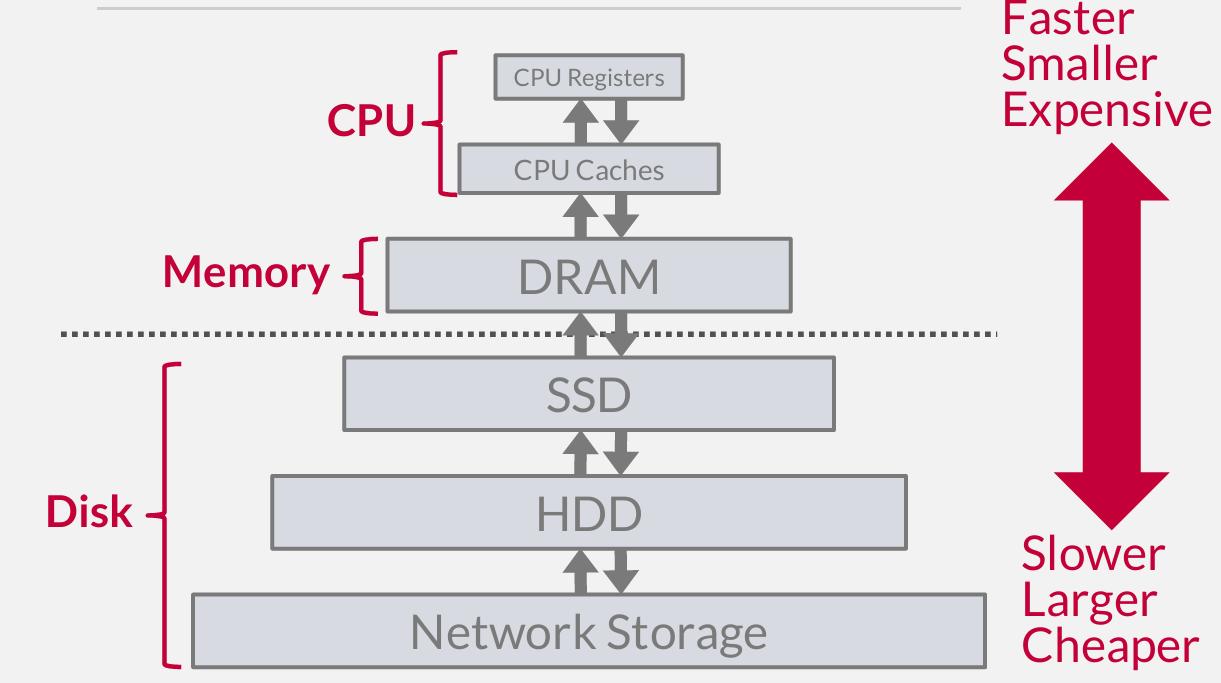 Faster
Smaller
Expensive
CPU Registers
CPU
CPU Caches
Memory
DRAM
SSD
Disk
HDD
Slower
Larger
Cheaper
Network Storage